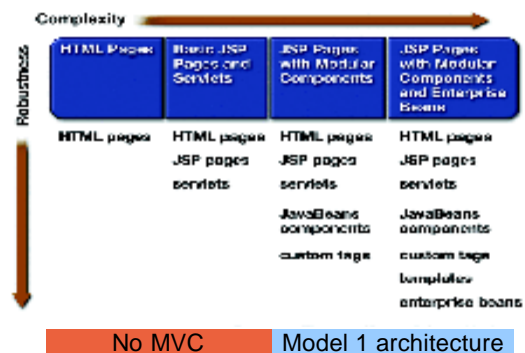 Complexity
Robustness
HTML Pages
Basic JSP
Pages and
Servlets
JSP Pages
with Modular
Components
JSP Pages
with Modular
Components
and Enterprise
Beans
HTML pages
HTML pages
JSP pages
servlets
HTML pages
JSP pages
servlets
JavaBeans
components
custom tags
HTML pages
JSP pages
servlets
JavaBeans
components
custom tags
templates
enterprise beans
No MVC
Model 1 architecture